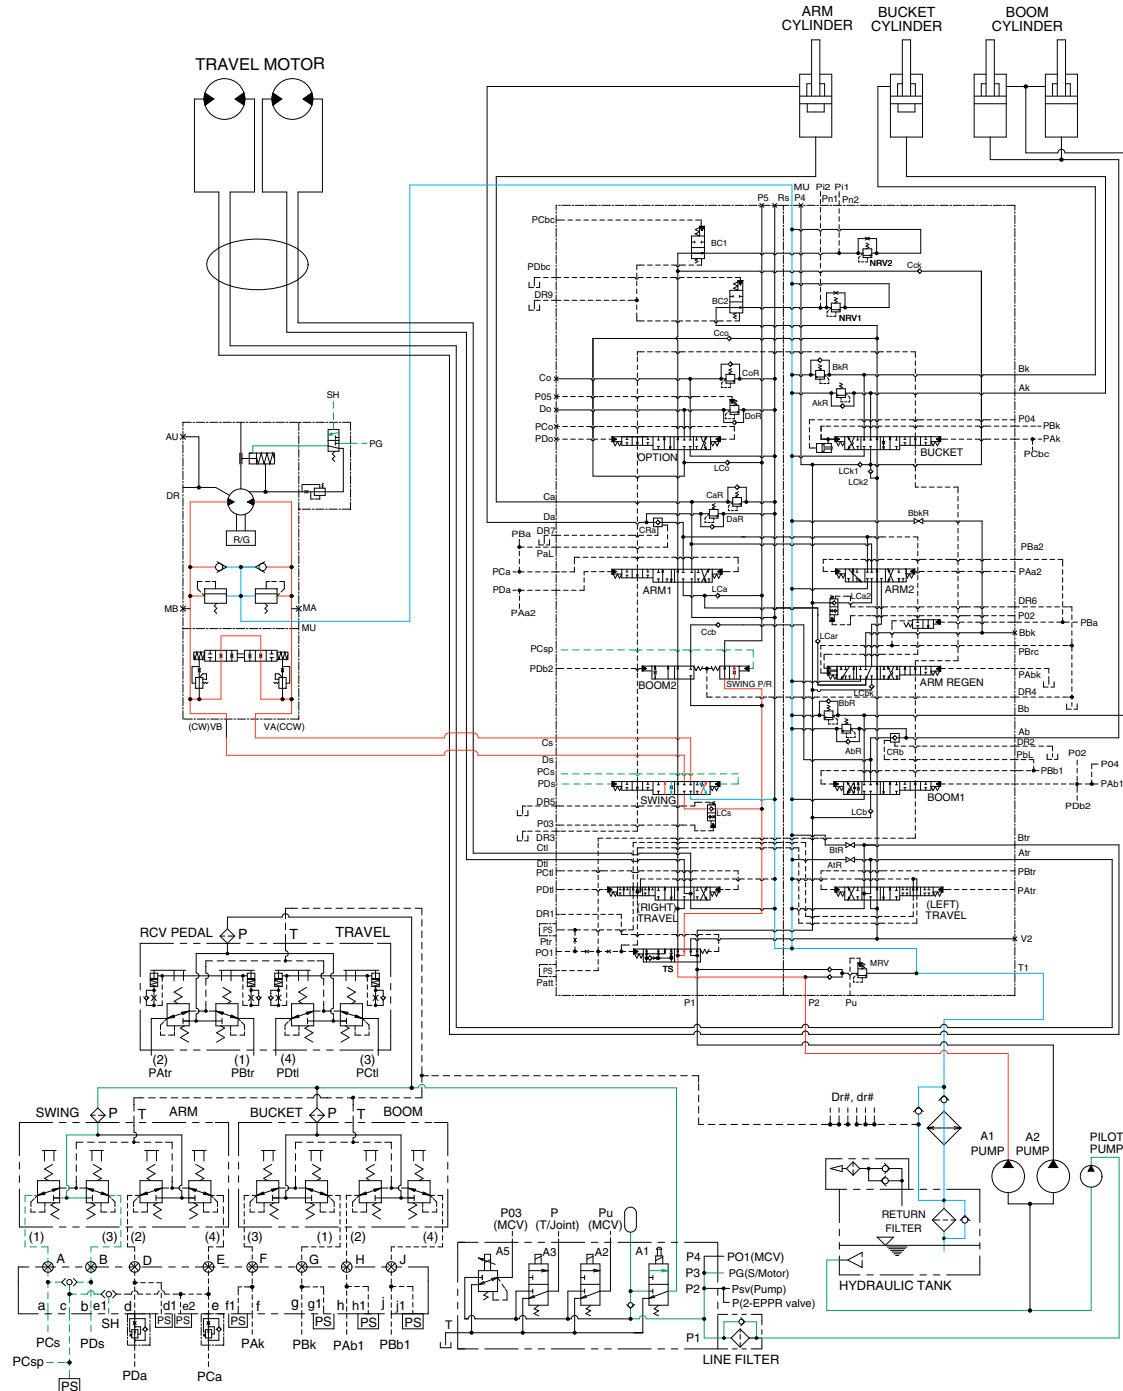 ARM CYLINDER
BUCKET CYLINDER
BOOM CYLINDER
TRAVEL MOTOR
MU Pi2 Pi1
P5 Rs P4 Pn1 Pn2
PCbc
BC1
NRV2
Cck
PDbc
DR9
BC2
NRV1
Cco
Co
CoR
BkR
Bk
Ak
P05
Do
DoR
AkR
PCo
PDo
P04
PBk
PAk
PCbc
OPTION
BUCKET
LCo
LCk1
LCk2
SH
AU
PG
DR
R/G
MB
MA
MU
(CW)VB
VA(CCW)
Ca
CaR
Da
DaR
CRa
DR7
PBa
PaL
BbkR
PBa2
PCa
PDa
PAa2
PAa2
ARM1
ARM2
LCa
LCa2
DR6
P02
PBa
Ccb
LCar
Bbk
PCsp
PDb2
PBrc
PAbk
BOOM2
SWING P/R
LCbk
ARM REGEN
DR4
BbR
Bb
AbR
CRb
Ab
DR2
PbL
P02
P04
PBb1
PAb1
PDb2
Cs
Ds
PCs
PDs
SWING
BOOM1
LCs
LCb
DR5
P03
DR3
Ctl
Dtl
PCtl
PDtl
BtR
AtR
Btr
Atr
PBtr
PAtr
(RIGHT) TRAVEL
(LEFT) TRAVEL
DR1
PS
Ptr
PO1
PS
Patt
TS
MRV
V2
T1
P1
P2
Pu
RCV PEDAL P T TRAVEL
(2) (1) (4) (3)
PAtr PBtr PDtl PCtl
SWING P T ARM
BUCKET P T BOOM
(1) (3) (2) (4) (3) (1) (2) (4)
A B D E F G H J
a c b e1 d d1 e2 e f1 f g g1 h h1 j j1
SH
PS PS PS PS PS PS
PCs PDs PAk PBk PAb1 PBb1
PCsp
PDa
PCa
PS
P03 (MCV)
P (T/Joint)
Pu (MCV)
A5 A3 A2 A1
P4 PO1(MCV)
P3 PG(S/Motor)
P2 Psv(Pump)
P(2-EPPR valve)
T
P1
LINE FILTER
Dr#, dr#
A1 PUMP
A2 PUMP
PILOT PUMP
RETURN FILTER
HYDRAULIC TANK